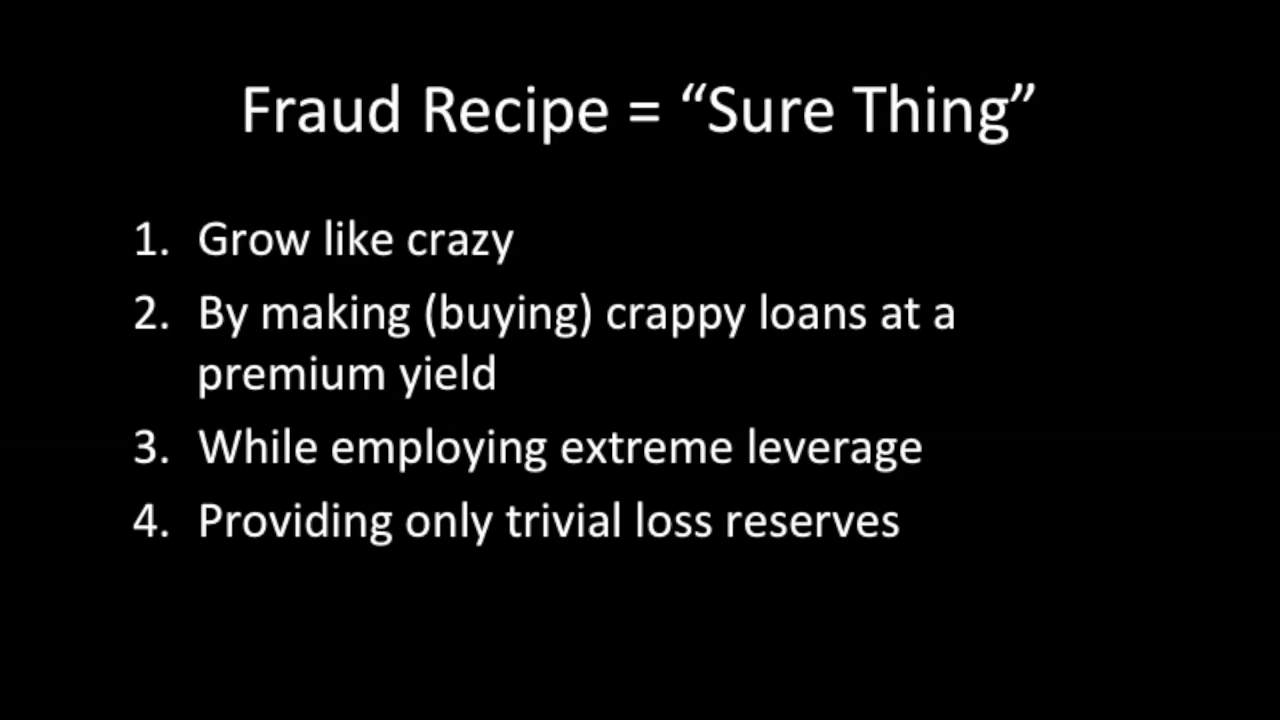 Fraud Recipe = “Sure Thing”
1. Grow like crazy
2. By making (buying) crappy loans at a
premium yield
3. While employing extreme leverage
4. Providing only trivial loss reserves